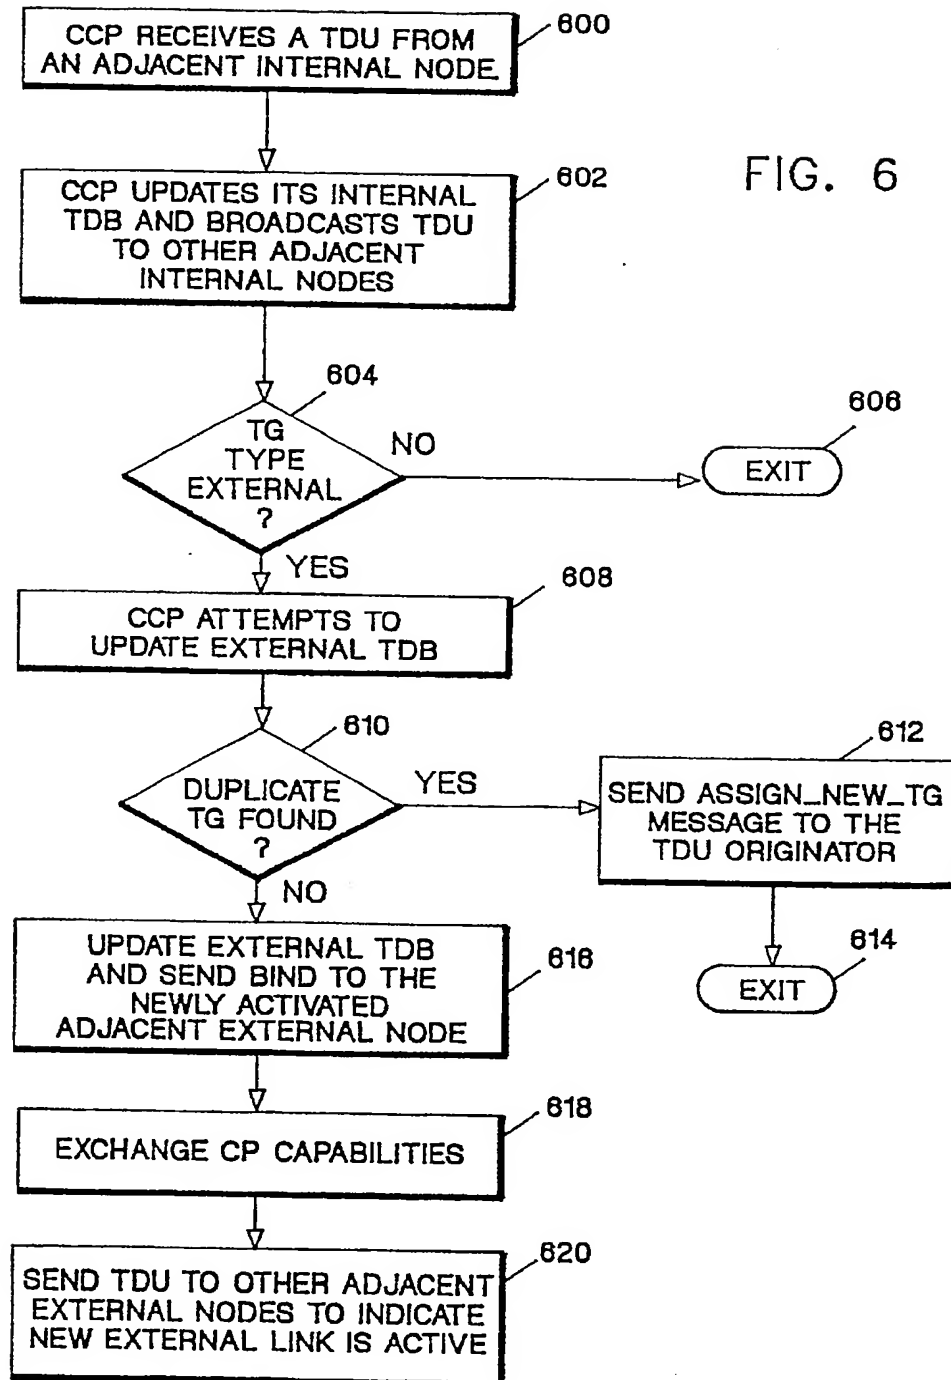 CCP RECEIVES A TDU FROM
AN ADJACENT INTERNAL NODE.
600
FIG. 6
CCP UPDATES ITS INTERNAL
TDB AND BROADCASTS TDU
TO OTHER ADJACENT
INTERNAL NODES
602
TG
TYPE
EXTERNAL
?
604
NO
EXIT
606
YES
CCP ATTEMPTS TO
UPDATE EXTERNAL TDB
608
DUPLICATE
TG FOUND
?
610
YES
SEND ASSIGN_NEW_TG
MESSAGE TO THE
TDU ORIGINATOR
612
EXIT
614
NO
UPDATE EXTERNAL TDB
AND SEND BIND TO THE
NEWLY ACTIVATED
ADJACENT EXTERNAL NODE
616
EXCHANGE CP CAPABILITIES
618
SEND TDU TO OTHER ADJACENT
EXTERNAL NODES TO INDICATE
NEW EXTERNAL LINK IS ACTIVE
620